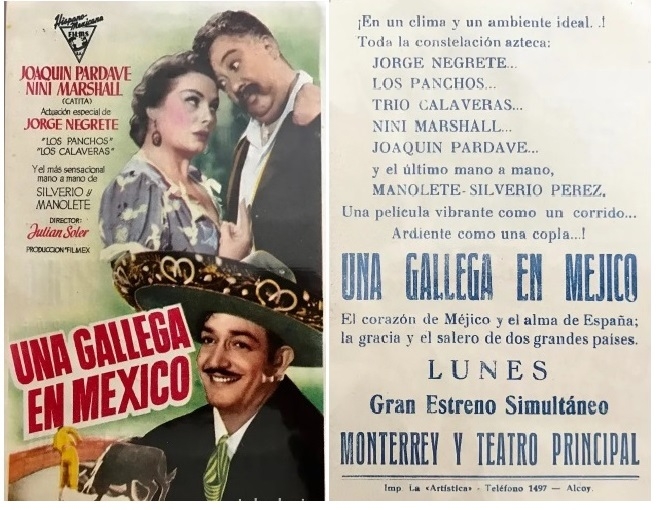 Hispano-Mexicana
FILMS
JOAQUIN PARDAVE
NINI MARSHALL
(CATITA)
Actuación especial de
JORGE NEGRETE
"LOS PANCHOS"
"LOS CALAVERAS"
Y el más sensacional
mano a mano de
SILVERIO y
MANOLETE
DIRECTOR:
Julian Soler
PRODUCCION "FILMEX"
UNA GALLEGA
EN MEXICO
¡En un clima y un ambiente ideal. .!
Toda la constelación azteca:
JORGE NEGRETE...
LOS PANCHOS...
TRIO CALAVERAS...
NINI MARSHALL...
JOAQUIN PARDAVE...
y el último mano a mano,
MANOLETE-SILVERIO PEREZ.
Una película vibrante como un corrido...
Ardiente como una copla...!
UNA GALLEGA EN MEJICO
El corazón de Méjico y el alma de España;
la gracia y el salero de dos grandes países.
LUNES
Gran Estreno Simultáneo
MONTERREY Y TEATRO PRINCIPAL
Imp. La «Artística» - Teléfono 1497 — Alcoy.